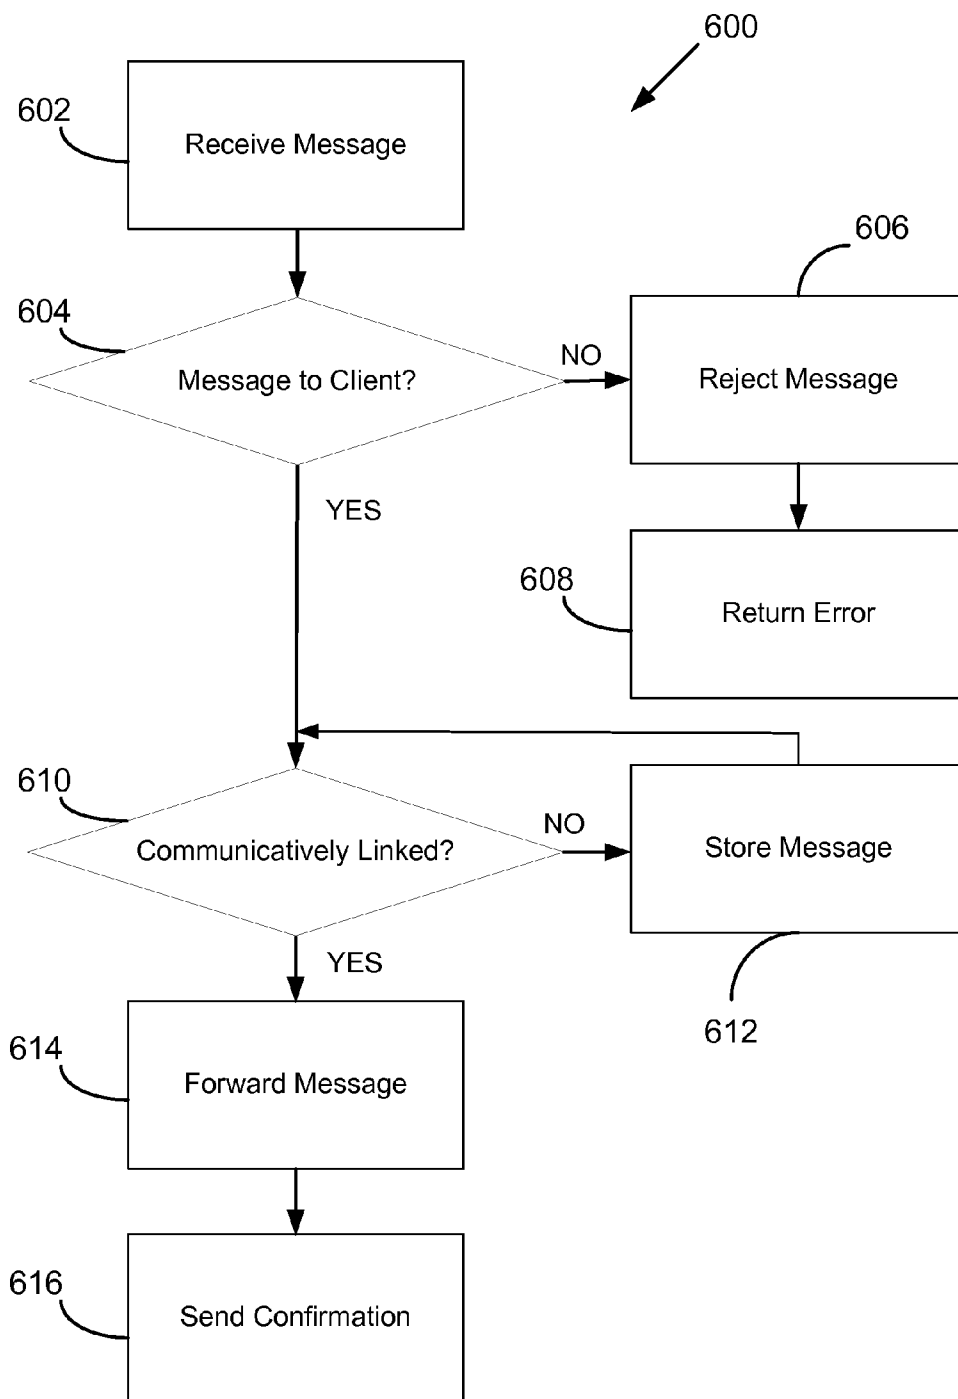 600
602
Receive Message
606
604
Message to Client?
NO
Reject Message
YES
608
Return Error
610
Communicatively Linked?
NO
Store Message
YES
612
614
Forward Message
616
Send Confirmation